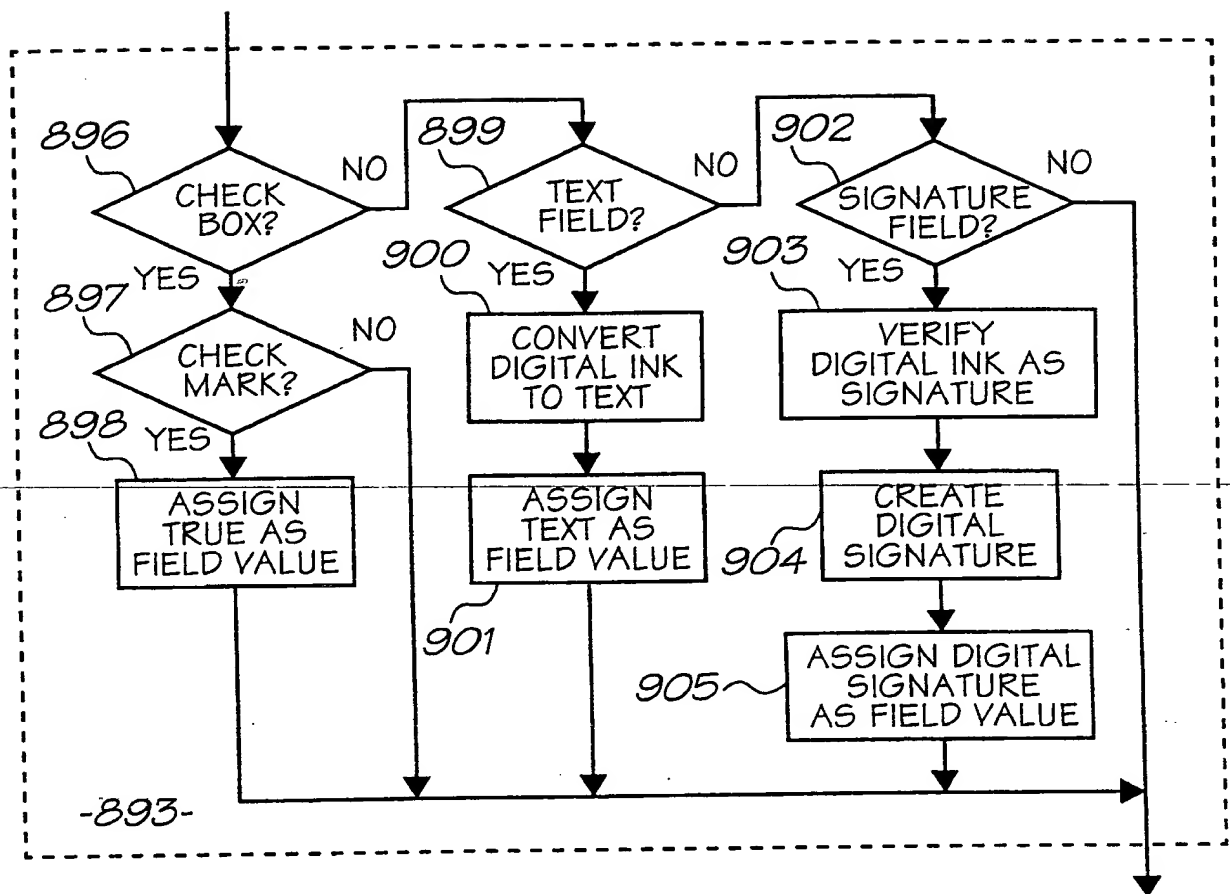 896
CHECK
BOX?
NO
YES
897
CHECK
MARK?
NO
YES
898
ASSIGN
TRUE AS
FIELD VALUE
899
TEXT
FIELD?
NO
YES
900
CONVERT
DIGITAL INK
TO TEXT
ASSIGN
TEXT AS
FIELD VALUE
901
902
SIGNATURE
FIELD?
NO
YES
903
VERIFY
DIGITAL INK AS
SIGNATURE
CREATE
DIGITAL
SIGNATURE
904
ASSIGN DIGITAL
SIGNATURE
AS FIELD VALUE
905
-893-